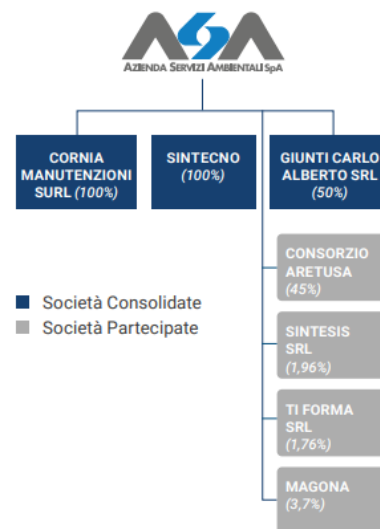 ASA
AZIENDA SERVIZI AMBIENTALI SpA
CORNIA
MANUTENZIONI
SURL (100%)
SINTECNO
(100%)
GIUNTI CARLO
ALBERTO SRL
(50%)
CONSORZIO
ARETUSA
(45%)
SINTESIS
SRL
(1,96%)
TI FORMA
SRL
(1,76%)
MAGONA
(3,7%)
Società Consolidate
Società Partecipate